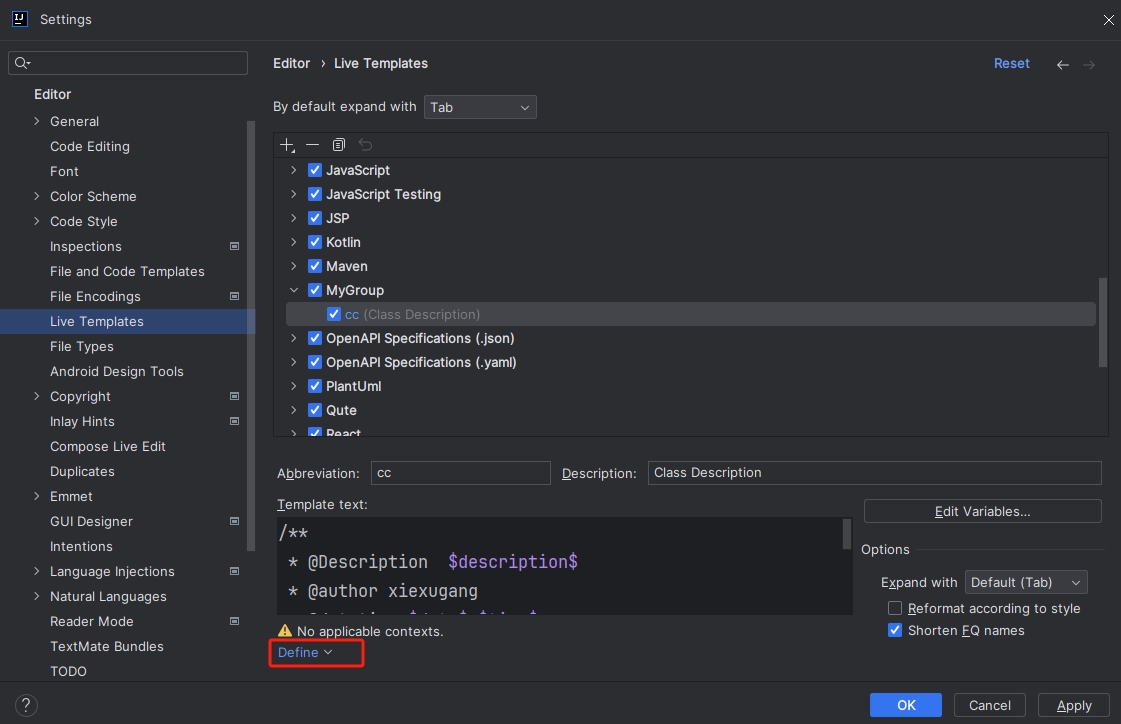 Settings
Editor
General
Code Editing
Font
Color Scheme
Code Style
Inspections
File and Code Templates
File Encodings
Live Templates
File Types
Android Design Tools
Copyright
Inlay Hints
Compose Live Edit
Duplicates
Emmet
GUI Designer
Intentions
Language Injections
Natural Languages
Reader Mode
TextMate Bundles
TODO
Editor › Live Templates
Reset
By default expand with Tab
JavaScript
JavaScript Testing
JSP
Kotlin
Maven
MyGroup
cc (Class Description)
OpenAPI Specifications (.json)
OpenAPI Specifications (.yaml)
PlantUml
Qute
React
Abbreviation: cc Description: Class Description
Template text:
/**
* @Description $description$
* @author xiexugang
No applicable contexts.
Define
Edit Variables...
Options
Expand with Default (Tab)
Reformat according to style
Shorten FQ names
?
OK Cancel Apply